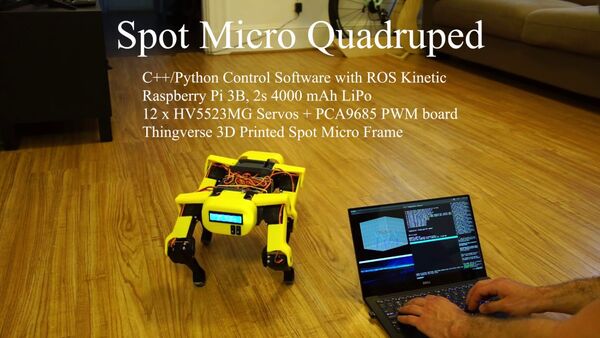 Spot Micro Quadruped
C++/Python Control Software with ROS Kinetic
Raspberry Pi 3B, 2s 4000 mAh LiPo
12 x HV5523MG Servos + PCA9685 PWM board
Thingverse 3D Printed Spot Micro Frame
DELL